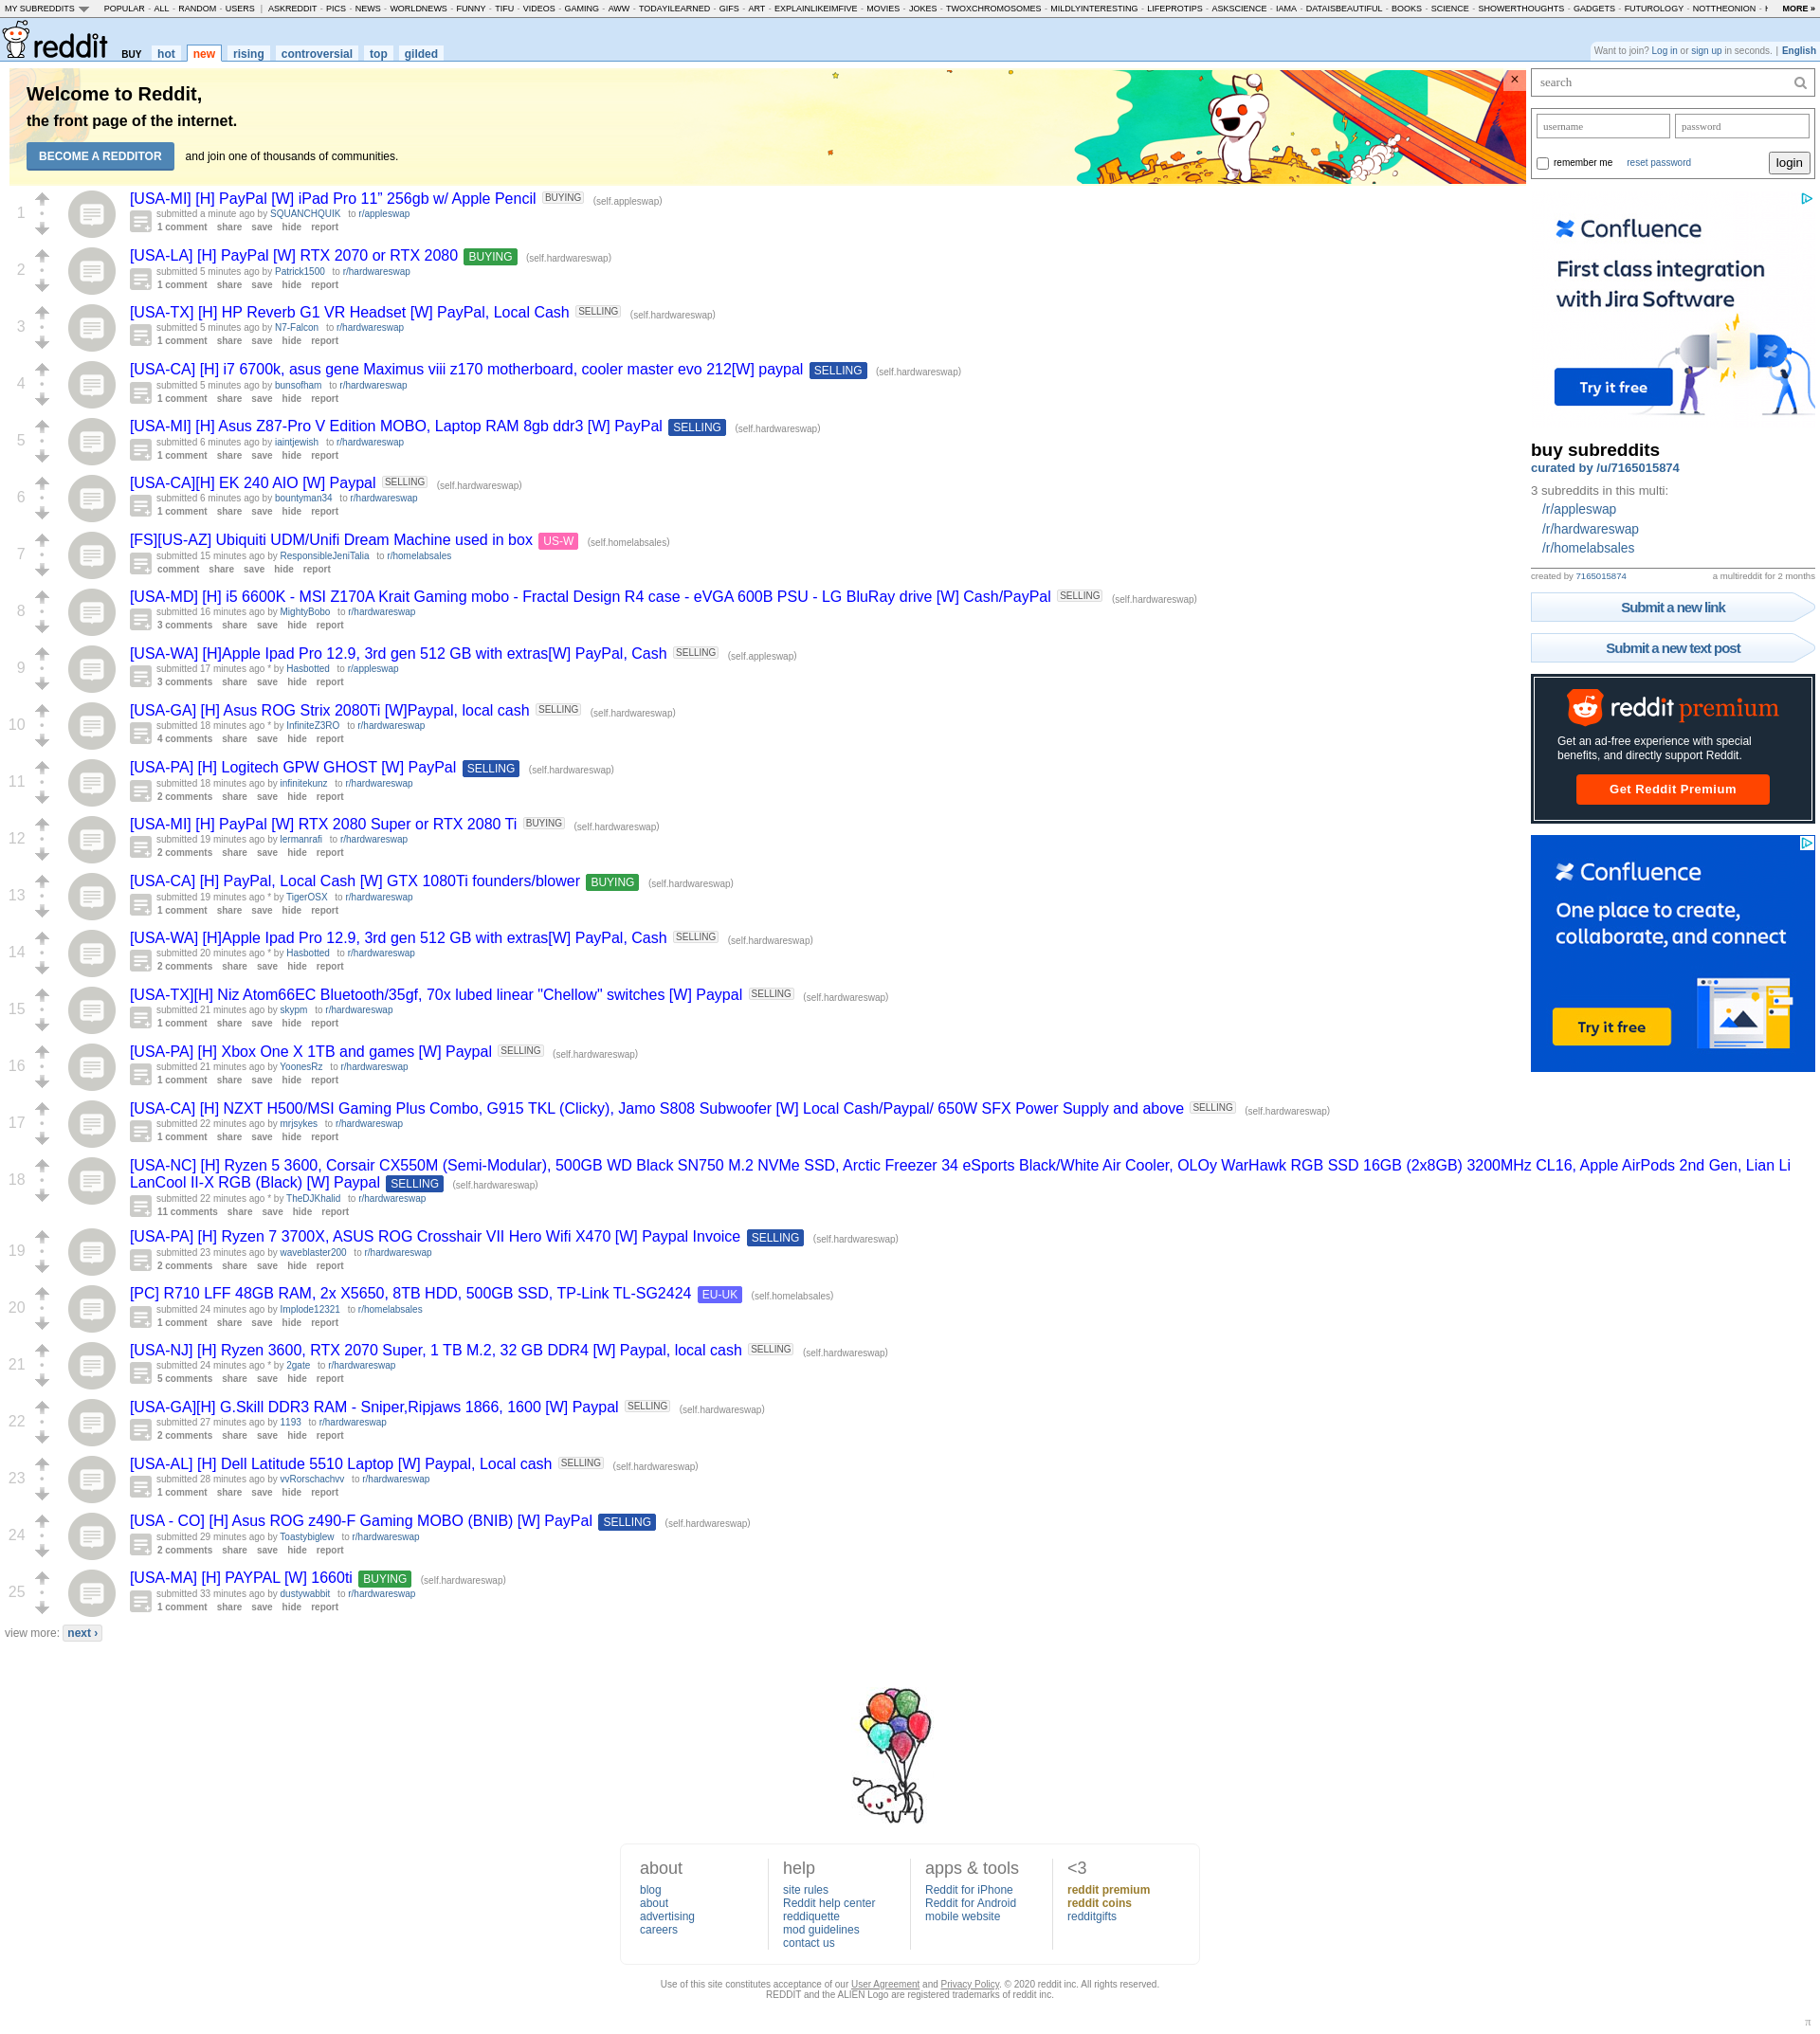 MY SUBREDDITS POPULAR - ALL - RANDOM - USERS | ASKREDDIT - PICS - NEWS - WORLDNEWS - FUNNY - TIFU - VIDEOS - GAMING - AWW - TODAYILEARNED - GIFS - ART - EXPLAINLIKEIMFIVE - MOVIES - JOKES - TWOXCHROMOSOMES - MILDLYINTERESTING - LIFEPROTIPS - ASKSCIENCE - IAMA - DATAISBEAUTIFUL - BOOKS - SCIENCE - SHOWERTHOUGHTS - GADGETS - FUTUROLOGY - NOTTHEONION - MORE »
reddit BUY hot new rising controversial top gilded
Want to join? Log in or sign up in seconds. | English
Welcome to Reddit,
the front page of the internet.
BECOME A REDDITOR and join one of thousands of communities.
×
1
[USA-MI] [H] PayPal [W] iPad Pro 11” 256gb w/ Apple Pencil BUYING (self.appleswap)
submitted a minute ago by SQUANCHQUIK to r/appleswap
1 comment share save hide report
2
[USA-LA] [H] PayPal [W] RTX 2070 or RTX 2080 BUYING (self.hardwareswap)
submitted 5 minutes ago by Patrick1500 to r/hardwareswap
1 comment share save hide report
3
[USA-TX] [H] HP Reverb G1 VR Headset [W] PayPal, Local Cash SELLING (self.hardwareswap)
submitted 5 minutes ago by N7-Falcon to r/hardwareswap
1 comment share save hide report
4
[USA-CA] [H] i7 6700k, asus gene Maximus viii z170 motherboard, cooler master evo 212[W] paypal SELLING (self.hardwareswap)
submitted 5 minutes ago by bunsofham to r/hardwareswap
1 comment share save hide report
5
[USA-MI] [H] Asus Z87-Pro V Edition MOBO, Laptop RAM 8gb ddr3 [W] PayPal SELLING (self.hardwareswap)
submitted 6 minutes ago by iaintjewish to r/hardwareswap
1 comment share save hide report
6
[USA-CA][H] EK 240 AIO [W] Paypal SELLING (self.hardwareswap)
submitted 6 minutes ago by bountyman34 to r/hardwareswap
1 comment share save hide report
7
[FS][US-AZ] Ubiquiti UDM/Unifi Dream Machine used in box US-W (self.homelabsales)
submitted 15 minutes ago by ResponsibleJeniTalia to r/homelabsales
comment share save hide report
8
[USA-MD] [H] i5 6600K - MSI Z170A Krait Gaming mobo - Fractal Design R4 case - eVGA 600B PSU - LG BluRay drive [W] Cash/PayPal SELLING (self.hardwareswap)
submitted 16 minutes ago by MightyBobo to r/hardwareswap
3 comments share save hide report
9
[USA-WA] [H]Apple Ipad Pro 12.9, 3rd gen 512 GB with extras[W] PayPal, Cash SELLING (self.appleswap)
submitted 17 minutes ago * by Hasbotted to r/appleswap
3 comments share save hide report
10
[USA-GA] [H] Asus ROG Strix 2080Ti [W]Paypal, local cash SELLING (self.hardwareswap)
submitted 18 minutes ago * by InfiniteZ3RO to r/hardwareswap
4 comments share save hide report
11
[USA-PA] [H] Logitech GPW GHOST [W] PayPal SELLING (self.hardwareswap)
submitted 18 minutes ago by infinitekunz to r/hardwareswap
2 comments share save hide report
12
[USA-MI] [H] PayPal [W] RTX 2080 Super or RTX 2080 Ti BUYING (self.hardwareswap)
submitted 19 minutes ago by lermanrafi to r/hardwareswap
2 comments share save hide report
13
[USA-CA] [H] PayPal, Local Cash [W] GTX 1080Ti founders/blower BUYING (self.hardwareswap)
submitted 19 minutes ago * by TigerOSX to r/hardwareswap
1 comment share save hide report
14
[USA-WA] [H]Apple Ipad Pro 12.9, 3rd gen 512 GB with extras[W] PayPal, Cash SELLING (self.hardwareswap)
submitted 20 minutes ago * by Hasbotted to r/hardwareswap
2 comments share save hide report
15
[USA-TX][H] Niz Atom66EC Bluetooth/35gf, 70x lubed linear "Chellow" switches [W] Paypal SELLING (self.hardwareswap)
submitted 21 minutes ago by skypm to r/hardwareswap
1 comment share save hide report
16
[USA-PA] [H] Xbox One X 1TB and games [W] Paypal SELLING (self.hardwareswap)
submitted 21 minutes ago by YoonesRz to r/hardwareswap
1 comment share save hide report
17
[USA-CA] [H] NZXT H500/MSI Gaming Plus Combo, G915 TKL (Clicky), Jamo S808 Subwoofer [W] Local Cash/Paypal/ 650W SFX Power Supply and above SELLING (self.hardwareswap)
submitted 22 minutes ago by mrjsykes to r/hardwareswap
1 comment share save hide report
18
[USA-NC] [H] Ryzen 5 3600, Corsair CX550M (Semi-Modular), 500GB WD Black SN750 M.2 NVMe SSD, Arctic Freezer 34 eSports Black/White Air Cooler, OLOy WarHawk RGB SSD 16GB (2x8GB) 3200MHz CL16, Apple AirPods 2nd Gen, Lian Li
LanCool II-X RGB (Black) [W] Paypal SELLING (self.hardwareswap)
submitted 22 minutes ago * by TheDJKhalid to r/hardwareswap
11 comments share save hide report
19
[USA-PA] [H] Ryzen 7 3700X, ASUS ROG Crosshair VII Hero Wifi X470 [W] Paypal Invoice SELLING (self.hardwareswap)
submitted 23 minutes ago by waveblaster200 to r/hardwareswap
2 comments share save hide report
20
[PC] R710 LFF 48GB RAM, 2x X5650, 8TB HDD, 500GB SSD, TP-Link TL-SG2424 EU-UK (self.homelabsales)
submitted 24 minutes ago by Implode12321 to r/homelabsales
1 comment share save hide report
21
[USA-NJ] [H] Ryzen 3600, RTX 2070 Super, 1 TB M.2, 32 GB DDR4 [W] Paypal, local cash SELLING (self.hardwareswap)
submitted 24 minutes ago * by 2gate to r/hardwareswap
5 comments share save hide report
22
[USA-GA][H] G.Skill DDR3 RAM - Sniper,Ripjaws 1866, 1600 [W] Paypal SELLING (self.hardwareswap)
submitted 27 minutes ago by 1193 to r/hardwareswap
2 comments share save hide report
23
[USA-AL] [H] Dell Latitude 5510 Laptop [W] Paypal, Local cash SELLING (self.hardwareswap)
submitted 28 minutes ago by vvRorschachvv to r/hardwareswap
1 comment share save hide report
24
[USA - CO] [H] Asus ROG z490-F Gaming MOBO (BNIB) [W] PayPal SELLING (self.hardwareswap)
submitted 29 minutes ago by Toastybiglew to r/hardwareswap
2 comments share save hide report
25
[USA-MA] [H] PAYPAL [W] 1660ti BUYING (self.hardwareswap)
submitted 33 minutes ago by dustywabbit to r/hardwareswap
1 comment share save hide report
view more: next ›
search
username password
remember me reset password login
Confluence
First class integration
with Jira Software
Try it free
buy subreddits
curated by /u/7165015874
3 subreddits in this multi:
/r/appleswap
/r/hardwareswap
/r/homelabsales
created by 7165015874 a multireddit for 2 months
Submit a new link
Submit a new text post
reddit premium
Get an ad-free experience with special
benefits, and directly support Reddit.
Get Reddit Premium
Confluence
One place to create,
collaborate, and connect
Try it free
about
blog
about
advertising
careers
help
site rules
Reddit help center
reddiquette
mod guidelines
contact us
apps & tools
Reddit for iPhone
Reddit for Android
mobile website
<3
reddit premium
reddit coins
redditgifts
Use of this site constitutes acceptance of our User Agreement and Privacy Policy. © 2020 reddit inc. All rights reserved.
REDDIT and the ALIEN Logo are registered trademarks of reddit inc.
π